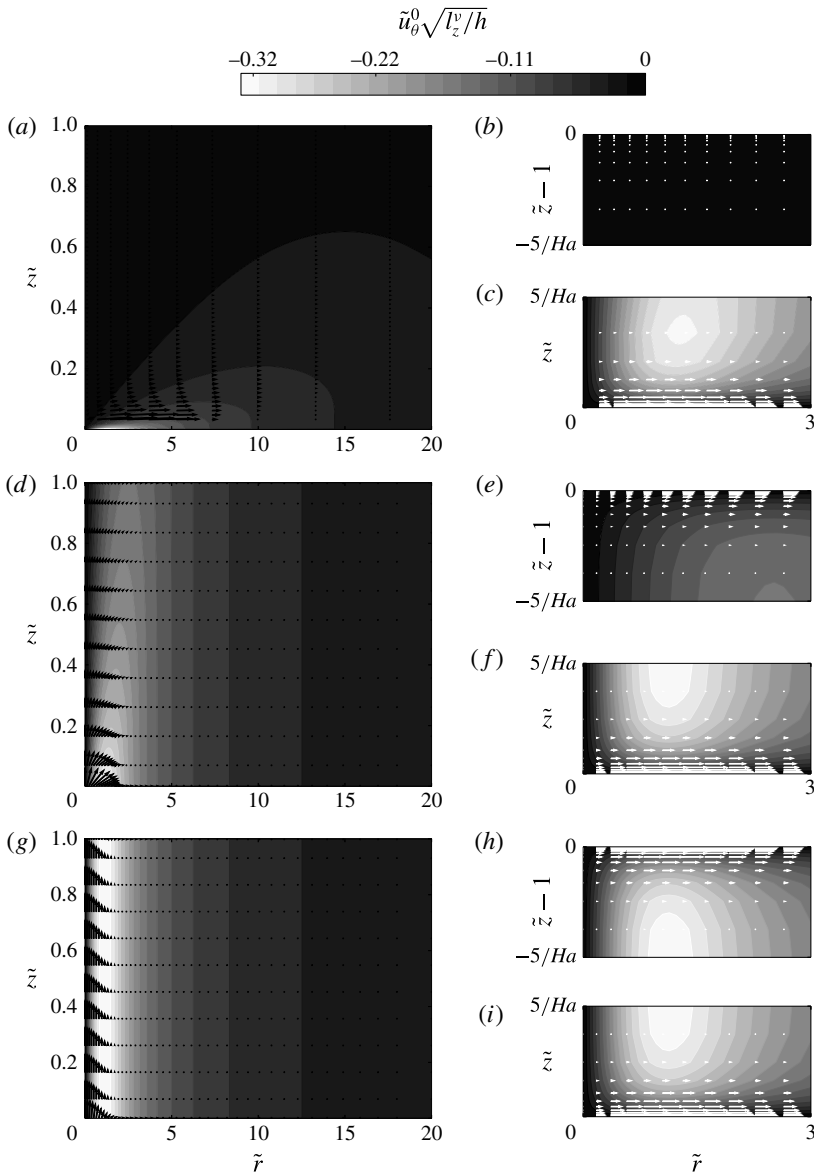 ũ⁰_θ √(l^ν_z/h)
−0.32 −0.22 −0.11 0
(a) 1.0 0.8 0.6 0.4 0.2 0 5 10 15 20
z̃
(b) 0 −5/Ha
z̃ − 1
(c) 5/Ha 0 3
z̃
(d) 1.0 0.8 0.6 0.4 0.2 0 5 10 15 20
z̃
(e) 0 −5/Ha
z̃ − 1
(f) 5/Ha 0
z̃
(g) 1.0 0.8 0.6 0.4 0.2 0 5 10 15 20
z̃
r̃
(h) 0 −5/Ha
z̃ − 1
(i) 5/Ha 0 3
z̃
r̃